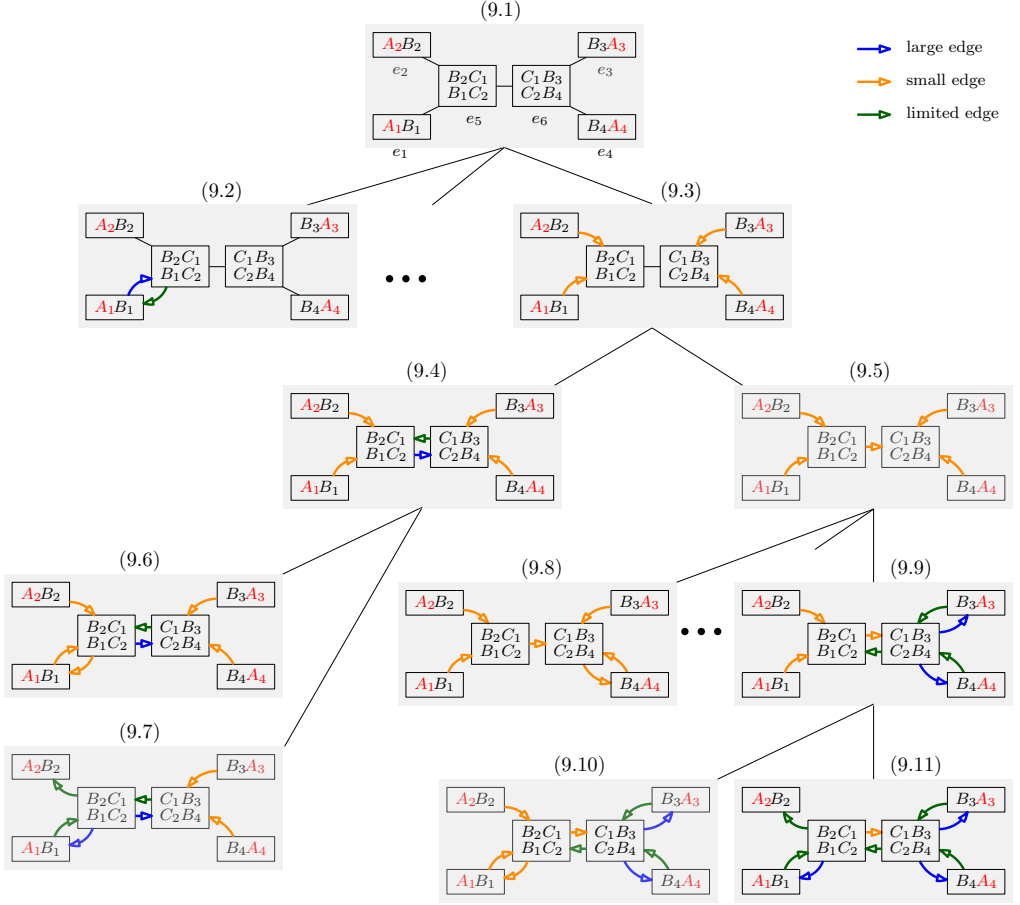 (9.1)
A₂B₂ B₃A₃
e₂ e₃
B₂C₁ C₁B₃
B₁C₂ C₂B₄
A₁B₁ e₅ e₆ B₄A₄
e₁ e₄
large edge
small edge
limited edge
(9.2) (9.3)
A₂B₂ B₃A₃ A₂B₂ B₃A₃
B₂C₁ C₁B₃ B₂C₁ C₁B₃
B₁C₂ C₂B₄ B₁C₂ C₂B₄
A₁B₁ B₄A₄ A₁B₁ B₄A₄
(9.4) (9.5)
A₂B₂ B₃A₃ A₂B₂ B₃A₃
B₂C₁ C₁B₃ B₂C₁ C₁B₃
B₁C₂ C₂B₄ B₁C₂ C₂B₄
A₁B₁ B₄A₄ A₁B₁ B₄A₄
(9.6) (9.8) (9.9)
A₂B₂ B₃A₃ A₂B₂ B₃A₃ A₂B₂ B₃A₃
B₂C₁ C₁B₃ B₂C₁ C₁B₃ B₂C₁ C₁B₃
B₁C₂ C₂B₄ B₁C₂ C₂B₄ B₁C₂ C₂B₄
A₁B₁ B₄A₄ A₁B₁ B₄A₄ A₁B₁ B₄A₄
(9.7) (9.10) (9.11)
A₂B₂ B₃A₃ A₂B₂ B₃A₃ A₂B₂ B₃A₃
B₂C₁ C₁B₃ B₂C₁ C₁B₃ B₂C₁ C₁B₃
B₁C₂ C₂B₄ B₁C₂ C₂B₄ B₁C₂ C₂B₄
A₁B₁ B₄A₄ A₁B₁ B₄A₄ A₁B₁ B₄A₄